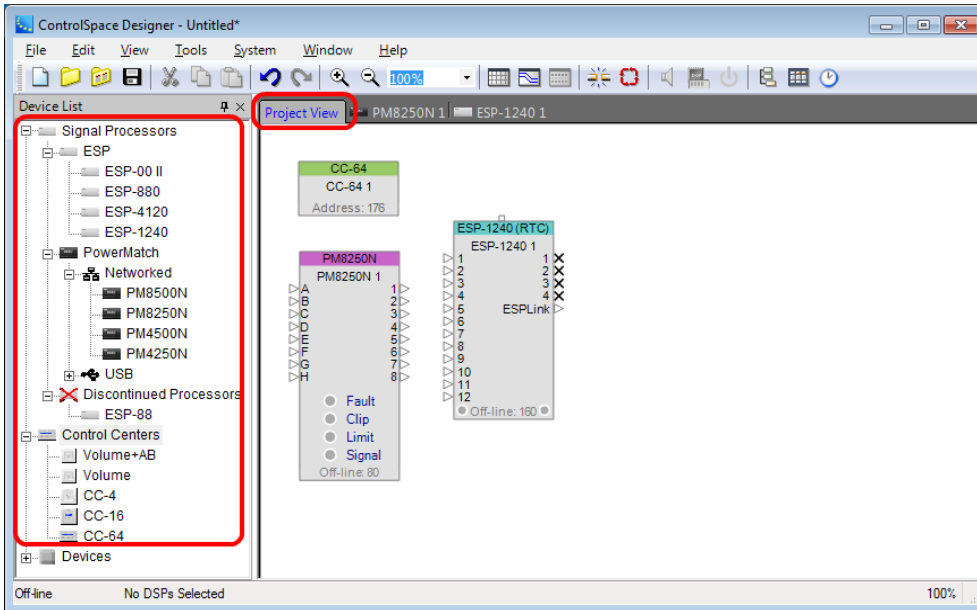 ControlSpace Designer - Untitled*
File Edit View Tools System Window Help
100%
Device List
Project View PM8250N 1 ESP-1240 1
Signal Processors
ESP
ESP-00 II
ESP-880
ESP-4120
ESP-1240
PowerMatch
Networked
PM8500N
PM8250N
PM4500N
PM4250N
USB
Discontinued Processors
ESP-88
Control Centers
Volume+AB
Volume
CC-4
CC-16
CC-64
Devices
CC-64
CC-64 1
Address: 176
PM8250N
PM8250N 1
A 1
B 2
C 3
D 4
E 5
F 6
G 7
H 8
Fault
Clip
Limit
Signal
Off-line: 80
ESP-1240 (RTC)
ESP-1240 1
1 1
2 2
3 3
4 4
5 ESPLink
6
7
8
9
10
11
12
Off-line: 160
Off-line No DSPs Selected 100%